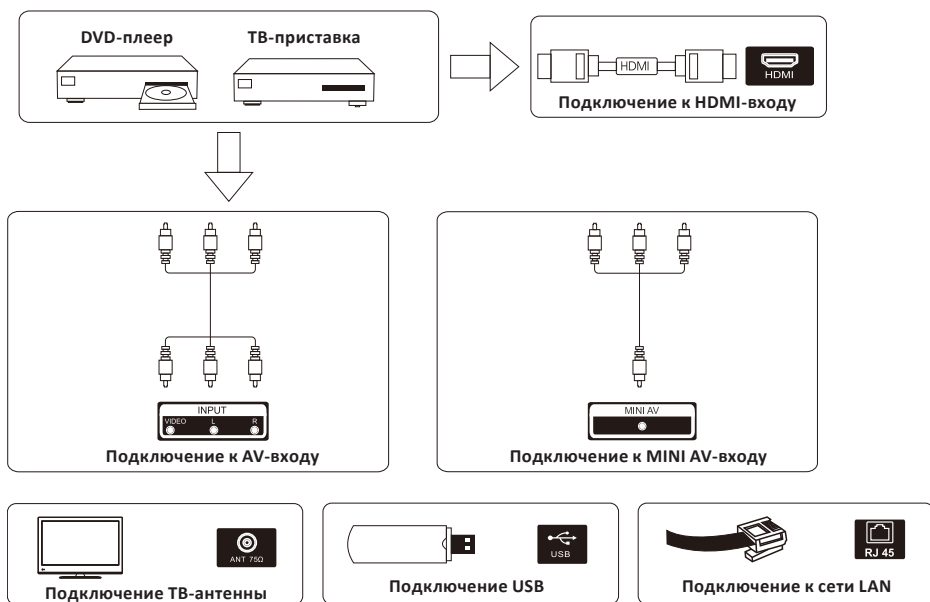 DVD-плеер
ТВ-приставка
HDMI
HDMI
Подключение к HDMI-входу
INPUT
VIDEO L R
Подключение к AV-входу
MINI AV
Подключение к MINI AV-входу
ANT 75Ω
Подключение ТВ-антенны
USB
Подключение USB
RJ 45
Подключение к сети LAN